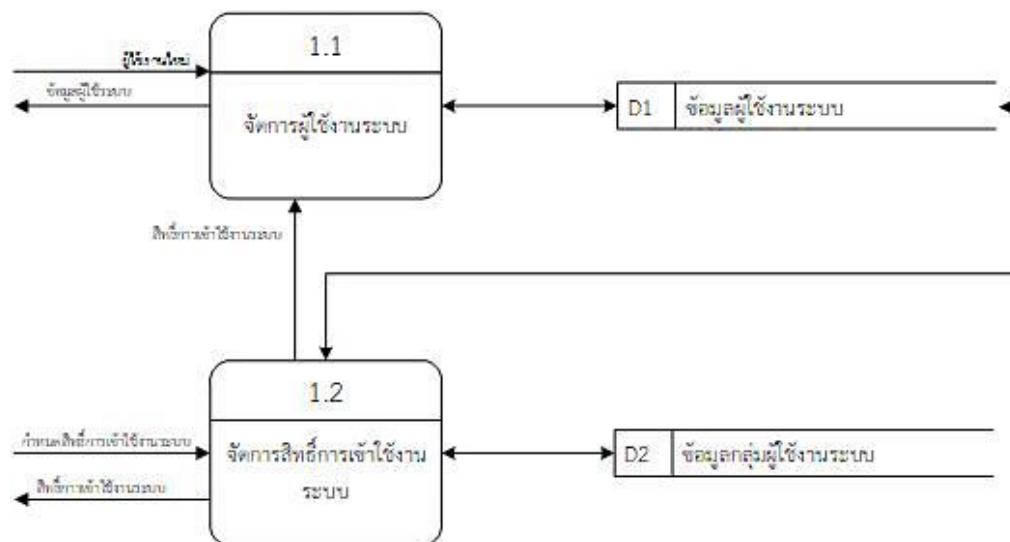 1.1
ผู้ใช้งานใหม่
ข้อมูลผู้ใช้ระบบ
จัดการผู้ใช้งานระบบ
D1 ข้อมูลผู้ใช้งานระบบ
สิทธิ์การเข้าใช้งานระบบ
1.2
กำหนดสิทธิ์การเข้าใช้งานระบบ
จัดการสิทธิ์การเข้าใช้งาน
ระบบ
D2 ข้อมูลกลุ่มผู้ใช้งานระบบ
สิทธิ์การเข้าใช้งานระบบ